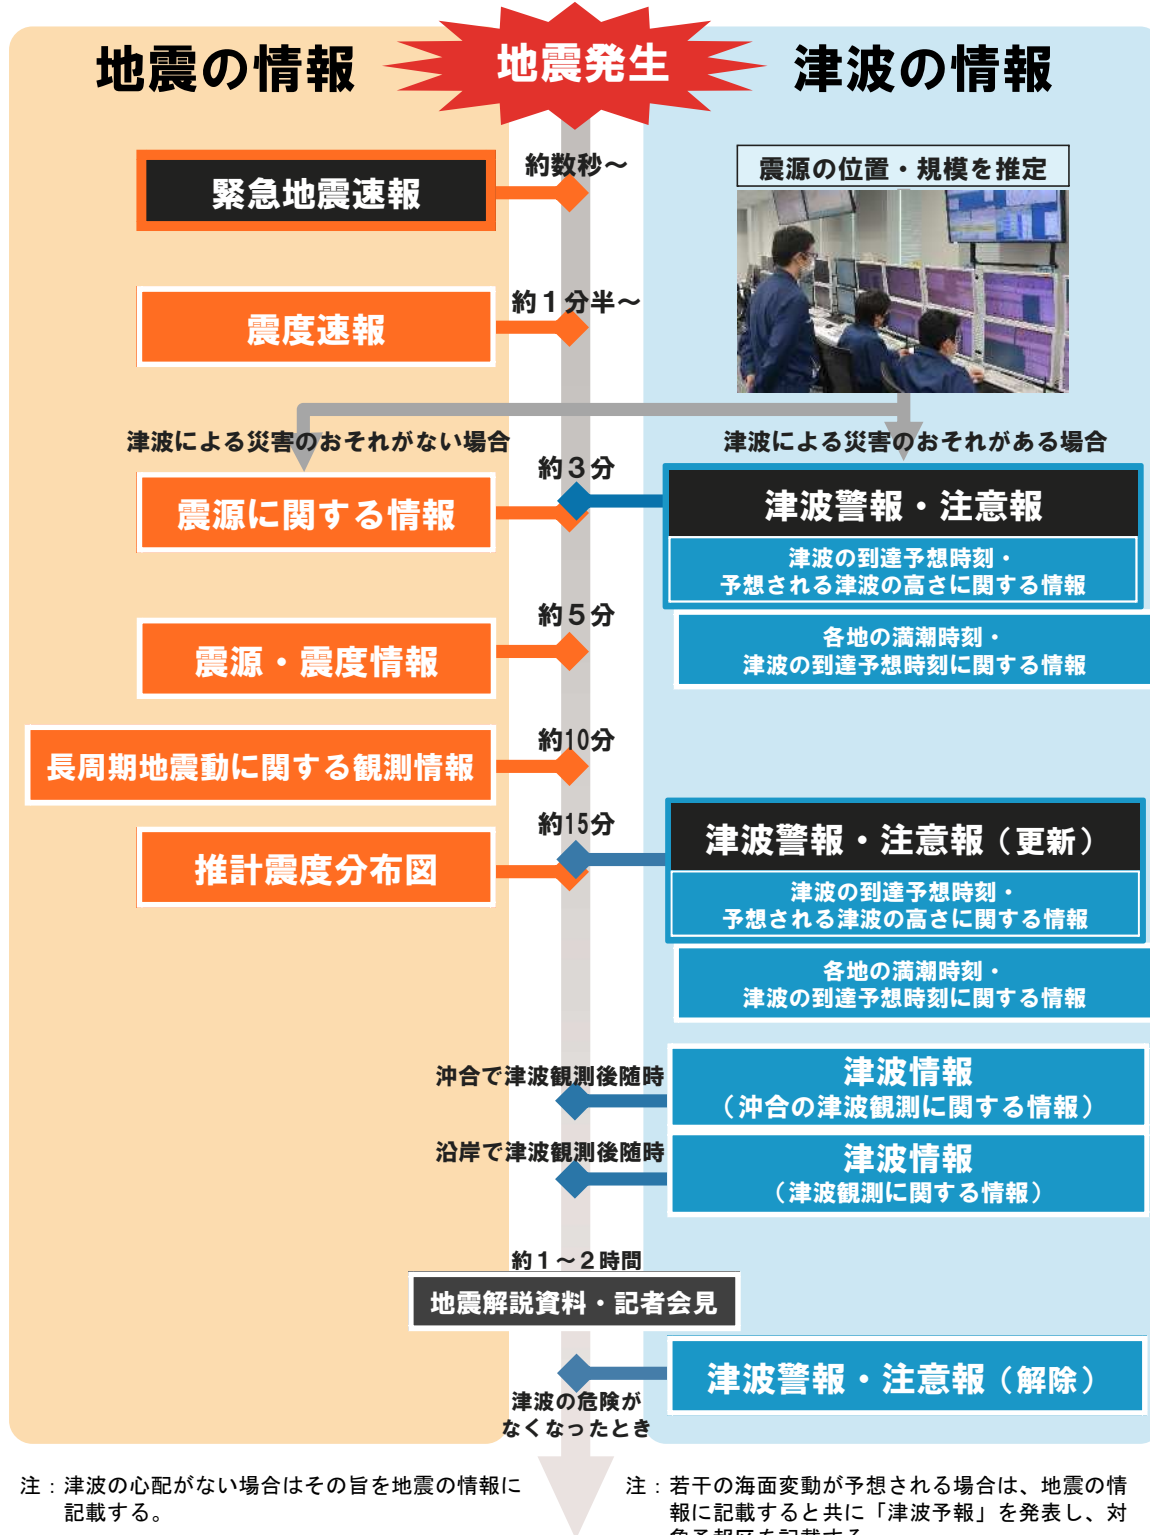 地震の情報
地震発生
津波の情報
約数秒～
緊急地震速報
震源の位置・規模を推定
約１分半～
震度速報
津波による災害のおそれがない場合
津波による災害のおそれがある場合
約３分
震源に関する情報
津波警報・注意報
津波の到達予想時刻・
予想される津波の高さに関する情報
約５分
震源・震度情報
各地の満潮時刻・
津波の到達予想時刻に関する情報
約10分
長周期地震動に関する観測情報
約15分
推計震度分布図
津波警報・注意報（更新）
津波の到達予想時刻・
予想される津波の高さに関する情報
各地の満潮時刻・
津波の到達予想時刻に関する情報
沖合で津波観測後随時
津波情報
（沖合の津波観測に関する情報）
沿岸で津波観測後随時
津波情報
（津波観測に関する情報）
約１～２時間
地震解説資料・記者会見
津波警報・注意報（解除）
津波の危険が
なくなったとき
注：津波の心配がない場合はその旨を地震の情報に
記載する。
注：若干の海面変動が予想される場合は、地震の情
報に記載すると共に「津波予報」を発表し、対
象予報区を記載する